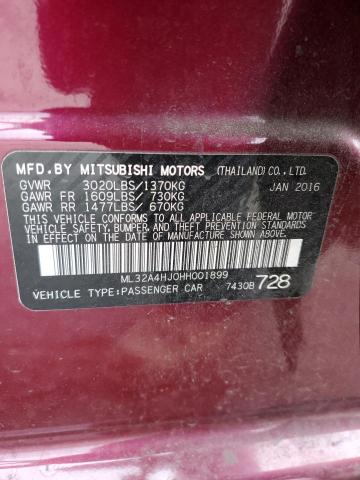 MFD.BY MITSUBISHI MOTORS (THAILAND)CO.,LTD.
GVWR 3020LBS/1370KG JAN 2016
GAWR FR 1609LBS/ 730KG
GAWR RR 1477LBS/ 670KG
THIS VEHICLE CONFORMS TO ALL APPLICABLE FEDERAL MOTOR
VEHICLE SAFETY, BUMPER, AND THEFT PREVENTION STANDARDS
IN EFFECT ON THE DATE OF MANUFACTURE SHOWN ABOVE.
ML32A4HJ0HH001899
VEHICLE TYPE:PASSENGER CAR 7430B 728